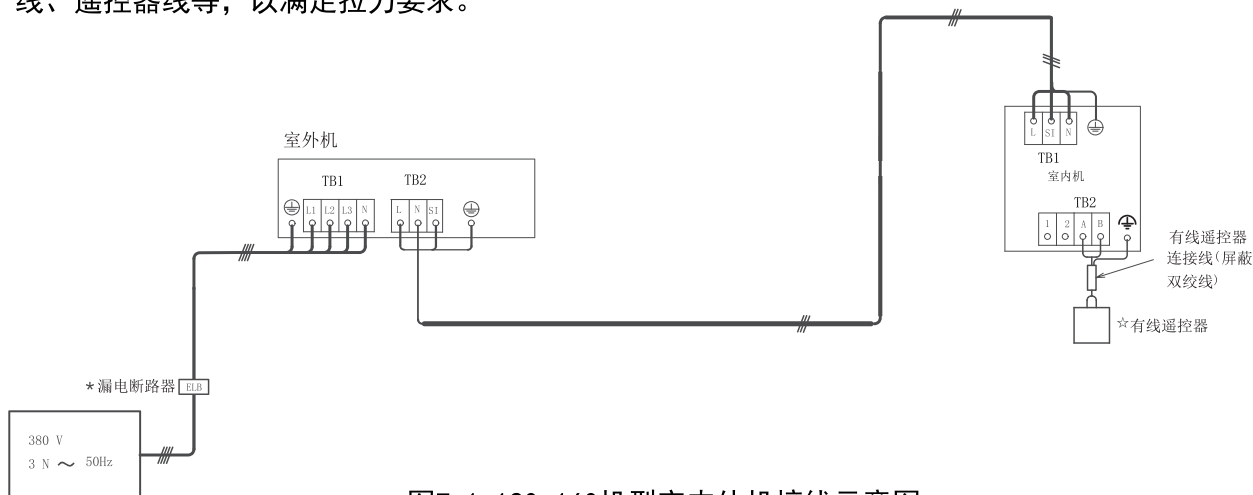 线、遥控器线等，以满足拉力要求。
室外机
TB1
TB2
L1 L2 L3 N
L N SI
L SI N
TB1
室内机
TB2
1 2 A B
有线遥控器
连接线(屏蔽
双绞线)
☆有线遥控器
*漏电断路器 ELB
380 V
3 N ～ 50Hz